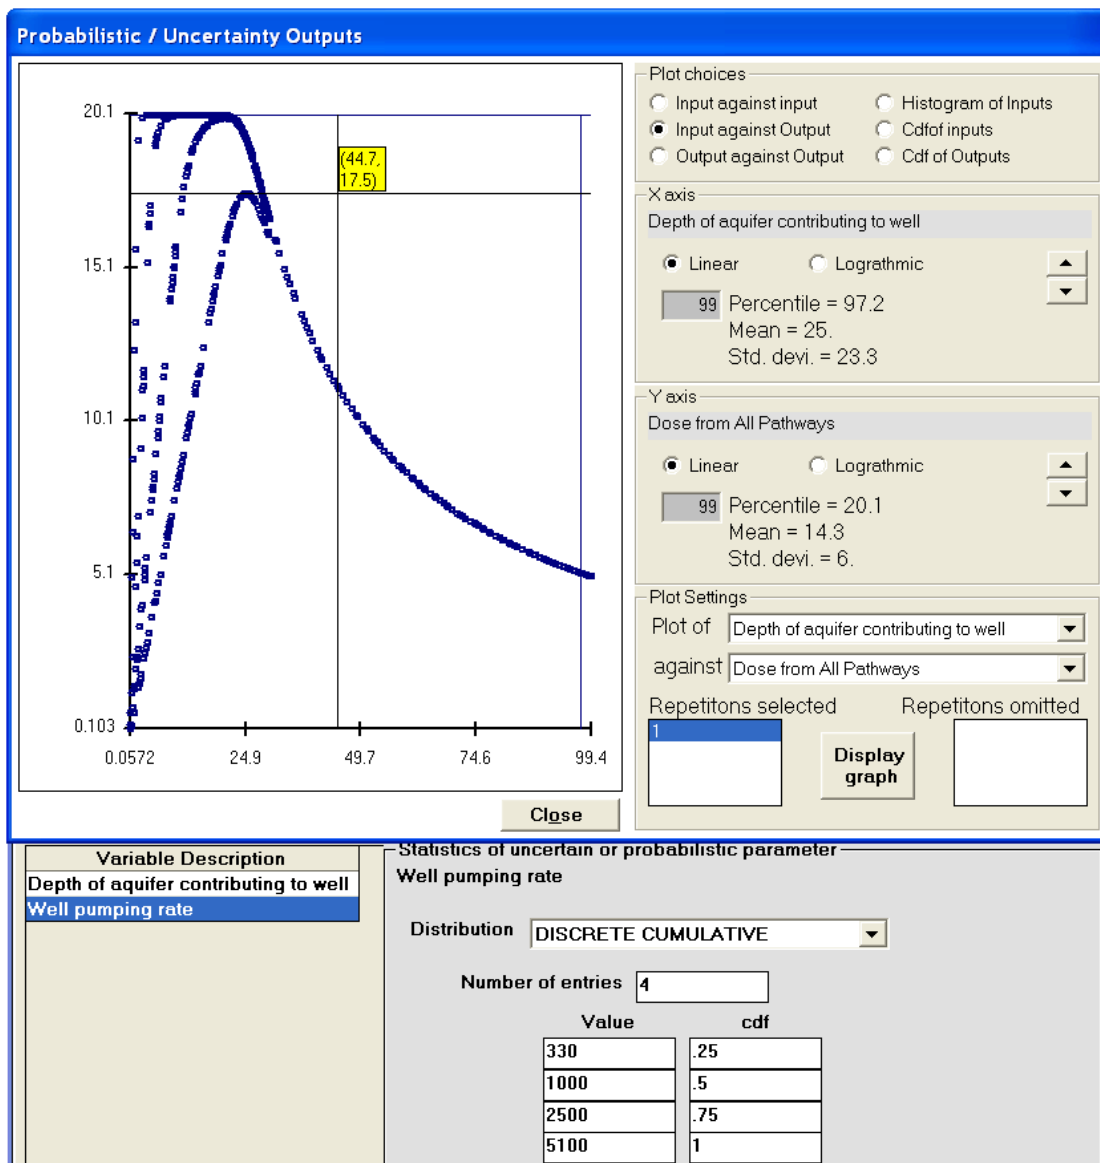 Probabilistic / Uncertainty Outputs
20.1
15.1
10.1
5.1
0.103
0.0572 24.9 49.7 74.6 99.4
(44.7,
17.5)
Close
Plot choices
Input against input Histogram of Inputs
Input against Output Cdfof inputs
Output against Output Cdf of Outputs
X axis
Depth of aquifer contributing to well
Linear Lograthmic
99 Percentile = 97.2
Mean = 25.
Std. devi. = 23.3
Y axis
Dose from All Pathways
Linear Lograthmic
99 Percentile = 20.1
Mean = 14.3
Std. devi. = 6.
Plot Settings
Plot of Depth of aquifer contributing to well
against Dose from All Pathways
Repetitons selected Repetitons omitted
1
Display
graph
Variable Description
Depth of aquifer contributing to well
Well pumping rate
Statistics of uncertain or probabilistic parameter
Well pumping rate
Distribution DISCRETE CUMULATIVE
Number of entries 4
Value cdf
330 .25
1000 .5
2500 .75
5100 1